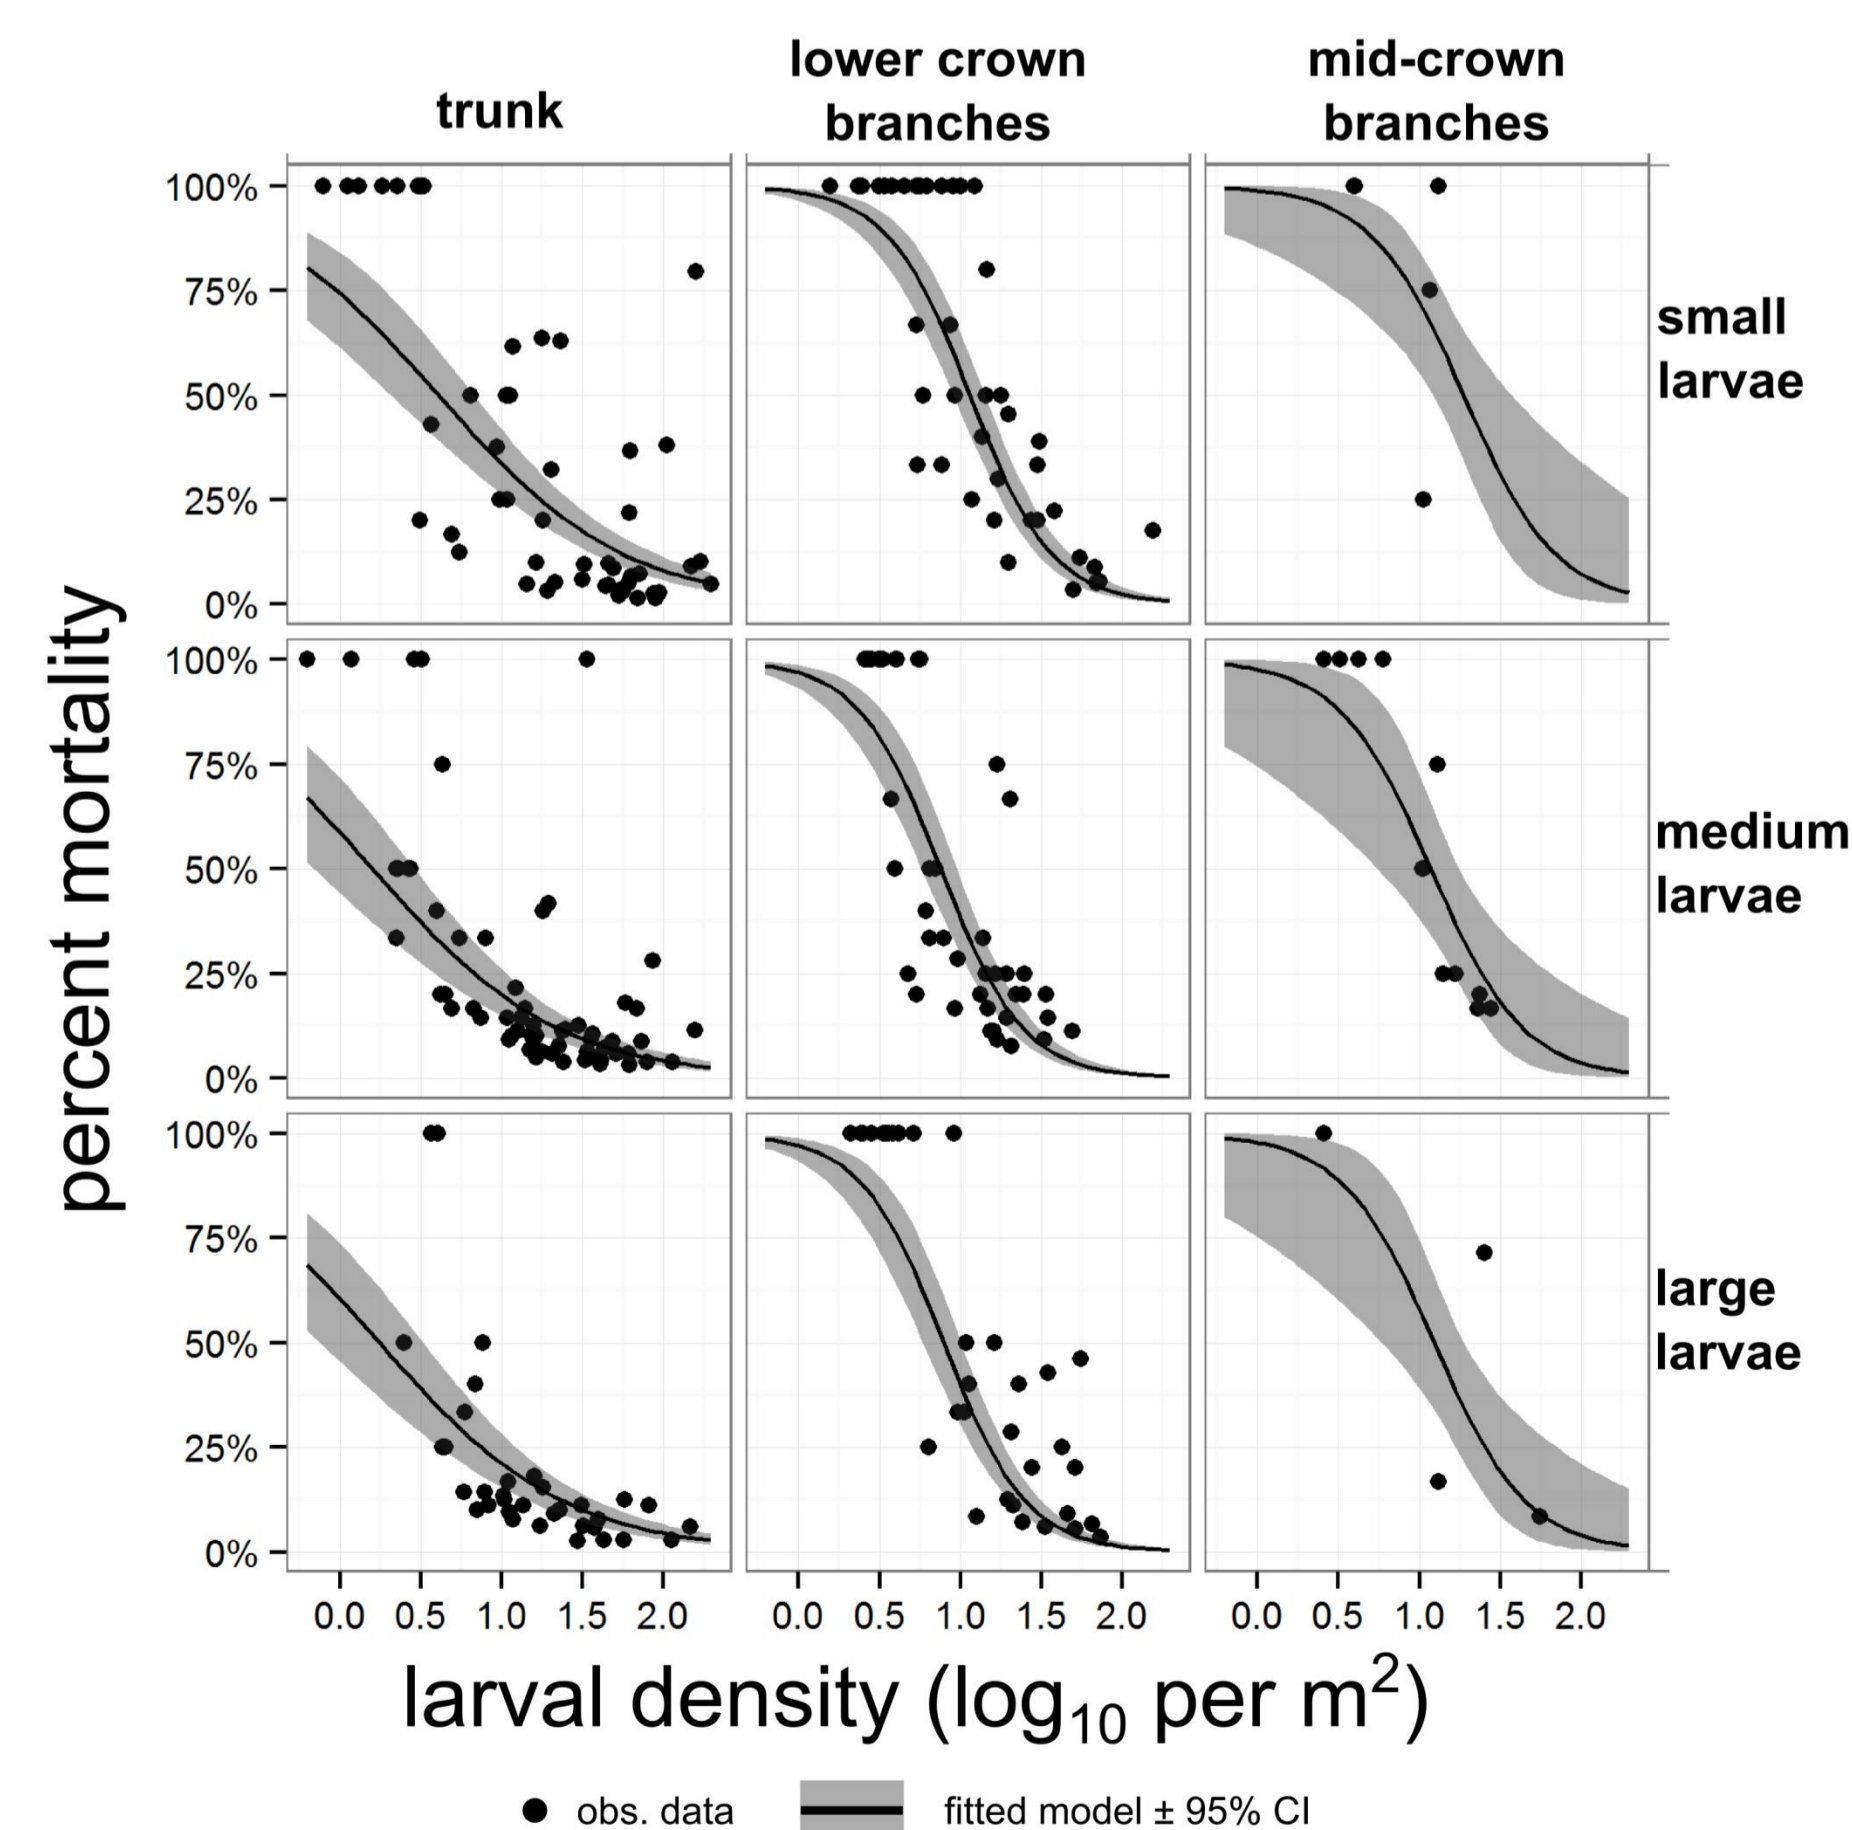 lower crown
branches
mid-crown
branches
trunk
100%
75%
50%
25%
0%
small
larvae
100%
75%
50%
25%
0%
medium
larvae
percent mortality
100%
75%
50%
25%
0%
large
larvae
0.0 0.5 1.0 1.5 2.0 0.0 0.5 1.0 1.5 2.0 0.0 0.5 1.0 1.5 2.0
larval density (log₁₀ per m²)
obs. data fitted model ± 95% CI